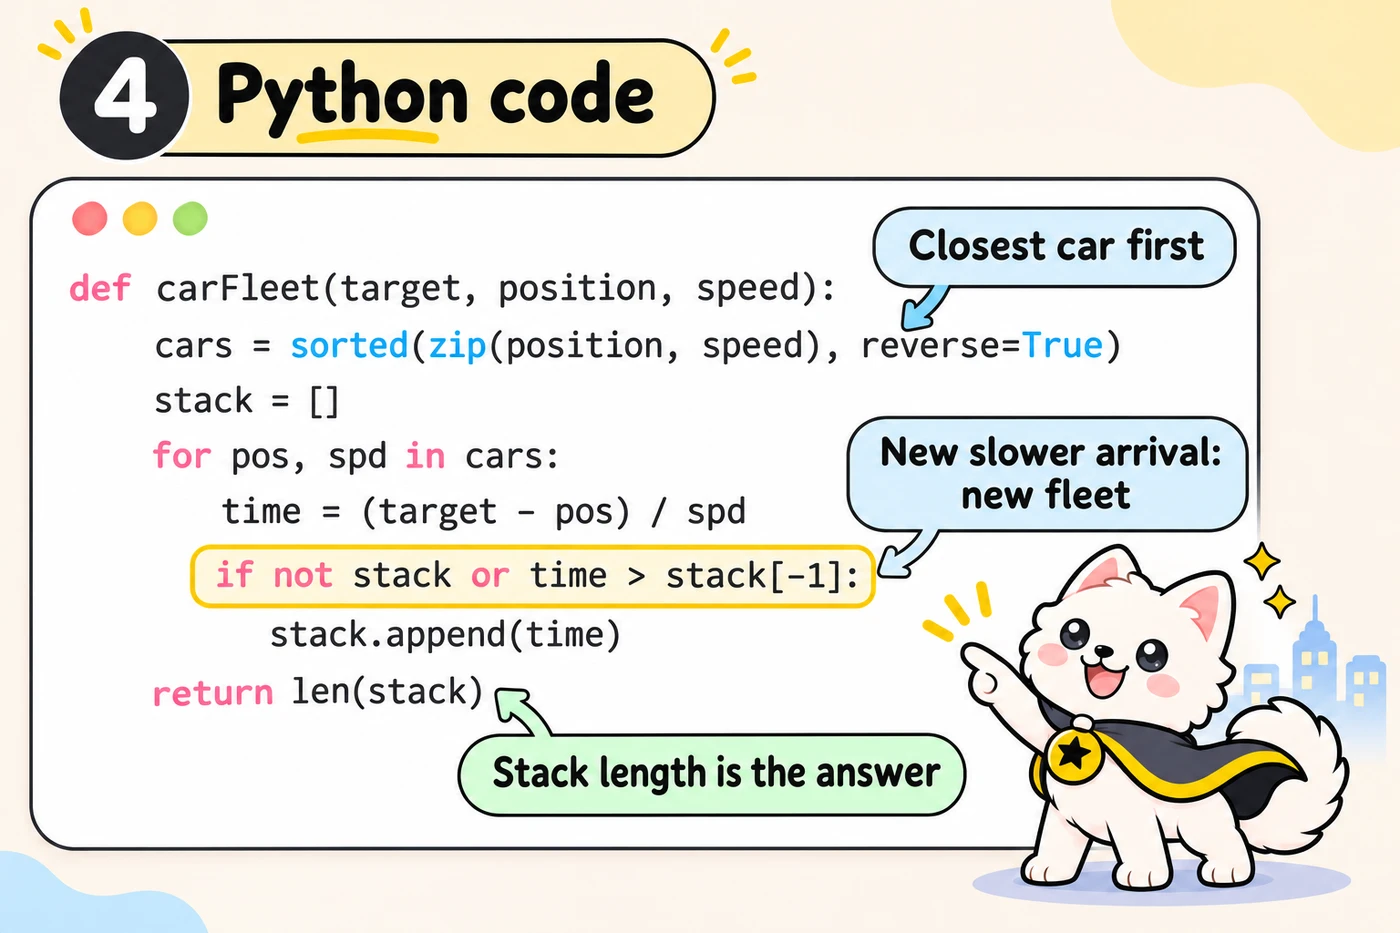 4 Python code
Closest car first
def carFleet(target, position, speed):
cars = sorted(zip(position, speed), reverse=True)
stack = []
for pos, spd in cars:
New slower arrival:
new fleet
time = (target - pos) / spd
if not stack or time > stack[-1]:
stack.append(time)
return len(stack)
Stack length is the answer